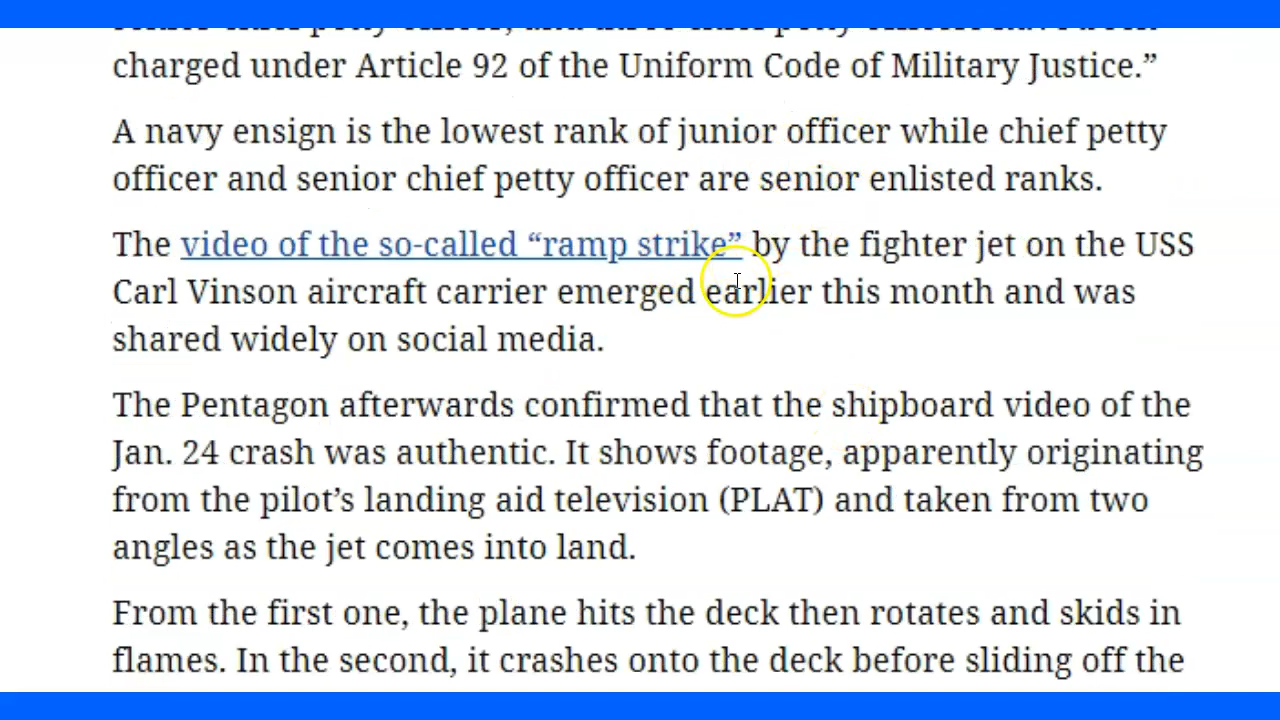 charged under Article 92 of the Uniform Code of Military Justice.”
A navy ensign is the lowest rank of junior officer while chief petty
officer and senior chief petty officer are senior enlisted ranks.
The video of the so-called “ramp strike” by the fighter jet on the USS
Carl Vinson aircraft carrier emerged earlier this month and was
shared widely on social media.
The Pentagon afterwards confirmed that the shipboard video of the
Jan. 24 crash was authentic. It shows footage, apparently originating
from the pilot’s landing aid television (PLAT) and taken from two
angles as the jet comes into land.
From the first one, the plane hits the deck then rotates and skids in
flames. In the second, it crashes onto the deck before sliding off the